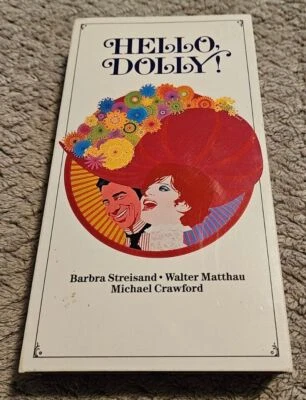 HELLO,
DOLLY!
Barbra Streisand • Walter Matthau
Michael Crawford